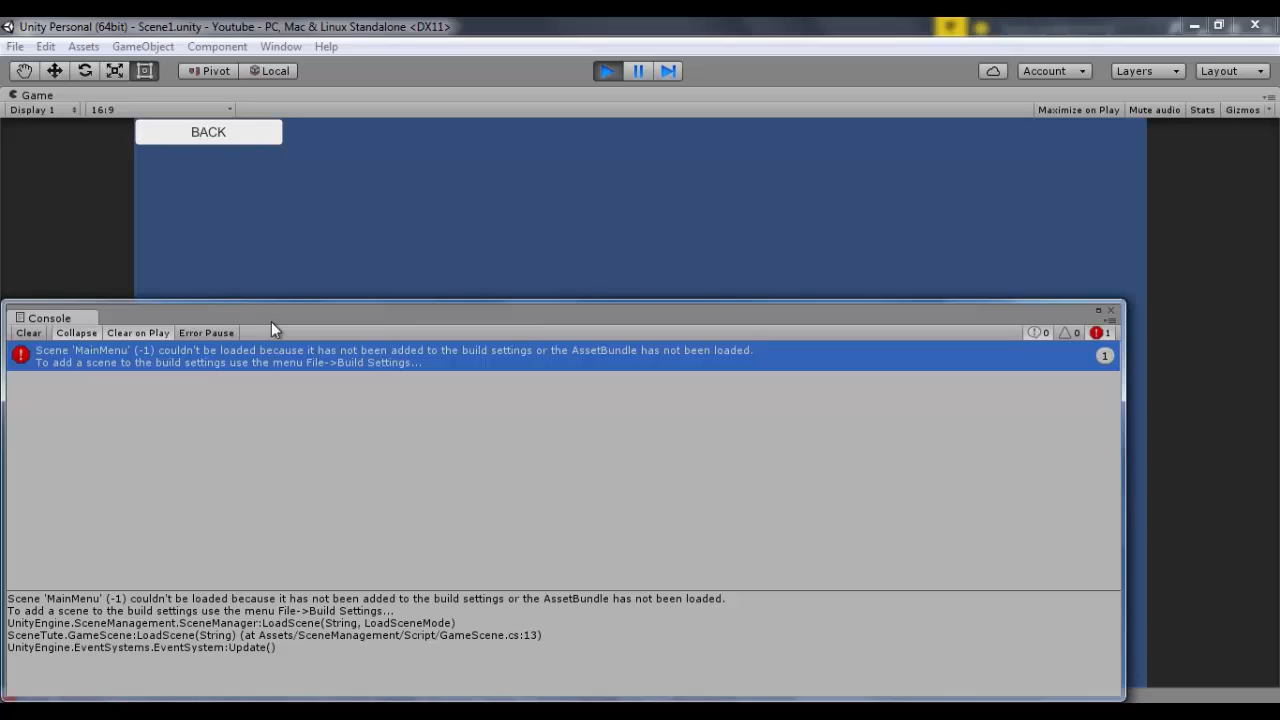 Unity Personal (64bit) - Scene1.unity - Youtube - PC, Mac & Linux Standalone <DX11>
File Edit Assets GameObject Component Window Help
Pivot Local Account Layers Layout
Game
Display 1 16:9 Maximize on Play Mute audio Stats Gizmos
BACK
Console
Clear Collapse Clear on Play Error Pause 0 0 1
Scene 'MainMenu' (-1) couldn't be loaded because it has not been added to the build settings or the AssetBundle has not been loaded.
To add a scene to the build settings use the menu File->Build Settings...
1
Scene 'MainMenu' (-1) couldn't be loaded because it has not been added to the build settings or the AssetBundle has not been loaded.
To add a scene to the build settings use the menu File->Build Settings...
UnityEngine.SceneManagement.SceneManager:LoadScene(String, LoadSceneMode)
SceneTute.GameScene:LoadScene(String) (at Assets/SceneManagement/Script/GameScene.cs:13)
UnityEngine.EventSystems.EventSystem:Update()